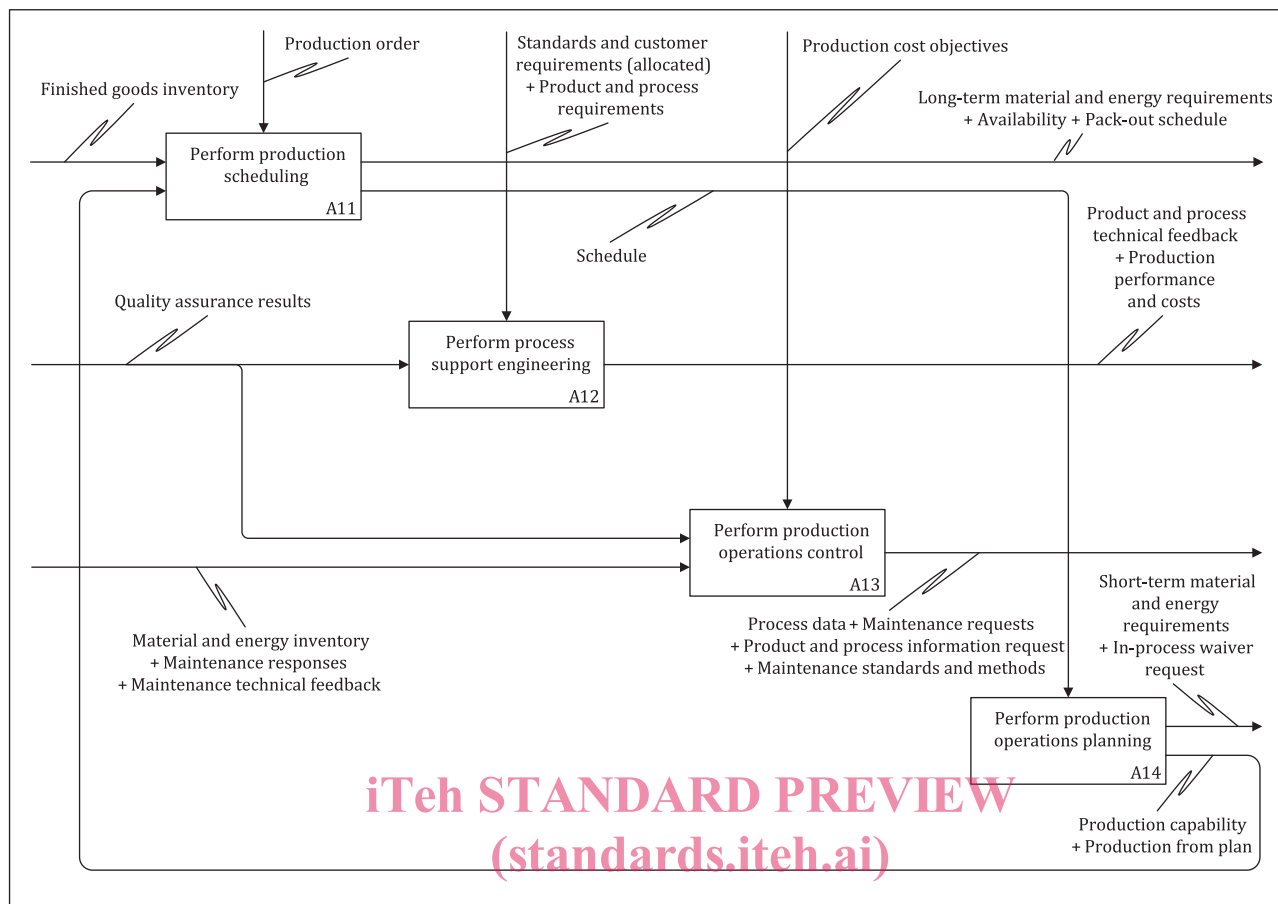 Production order
Standards and customer
requirements (allocated)
+ Product and process
requirements
Production cost objectives
Finished goods inventory
Long-term material and energy requirements
+ Availability + Pack-out schedule
Perform production
scheduling
A11
Schedule
Product and process
technical feedback
+ Production
performance
and costs
Quality assurance results
Perform process
support engineering
A12
Perform production
operations control
A13
Material and energy inventory
+ Maintenance responses
+ Maintenance technical feedback
Process data + Maintenance requests
+ Product and process information request
+ Maintenance standards and methods
Short-term material
and energy
requirements
+ In-process waiver
request
Perform production
operations planning
A14
Production capability
+ Production from plan
iTeh STANDARD PREVIEW
(standards.iteh.ai)